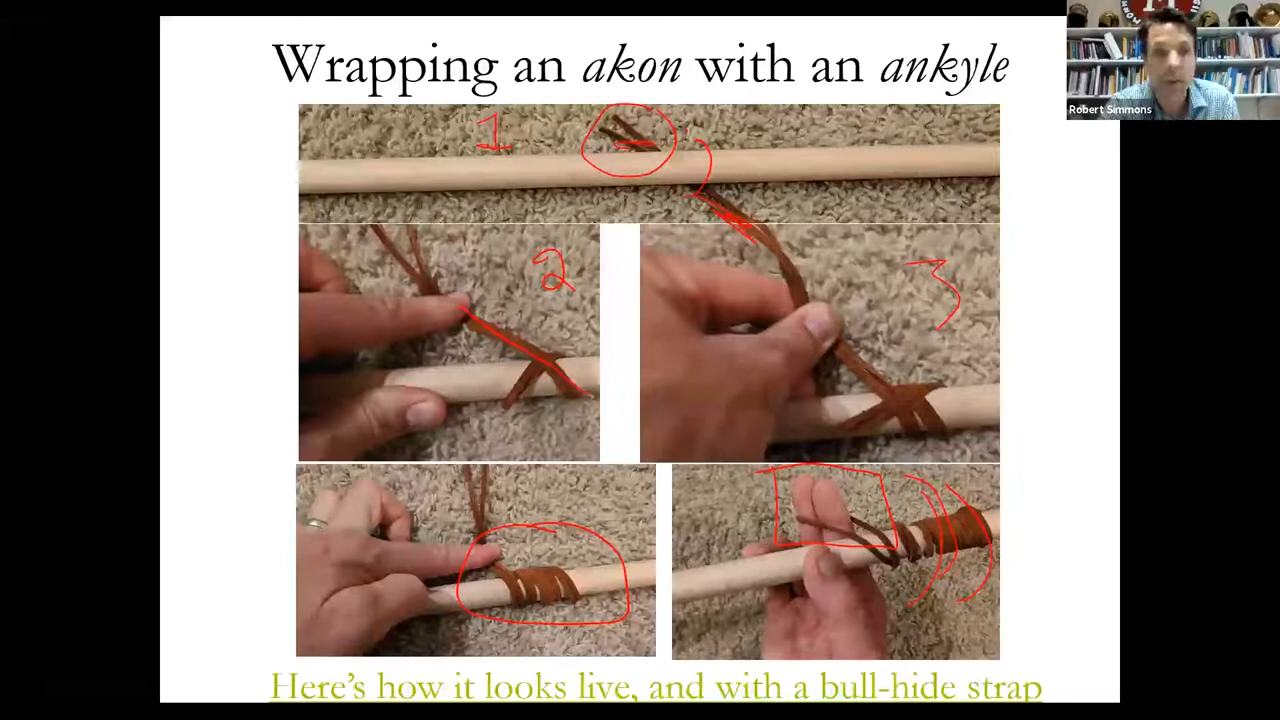 Wrapping an akon with an ankyle
Robert Simmons
1
2
3
Here's how it looks live, and with a bull-hide strap